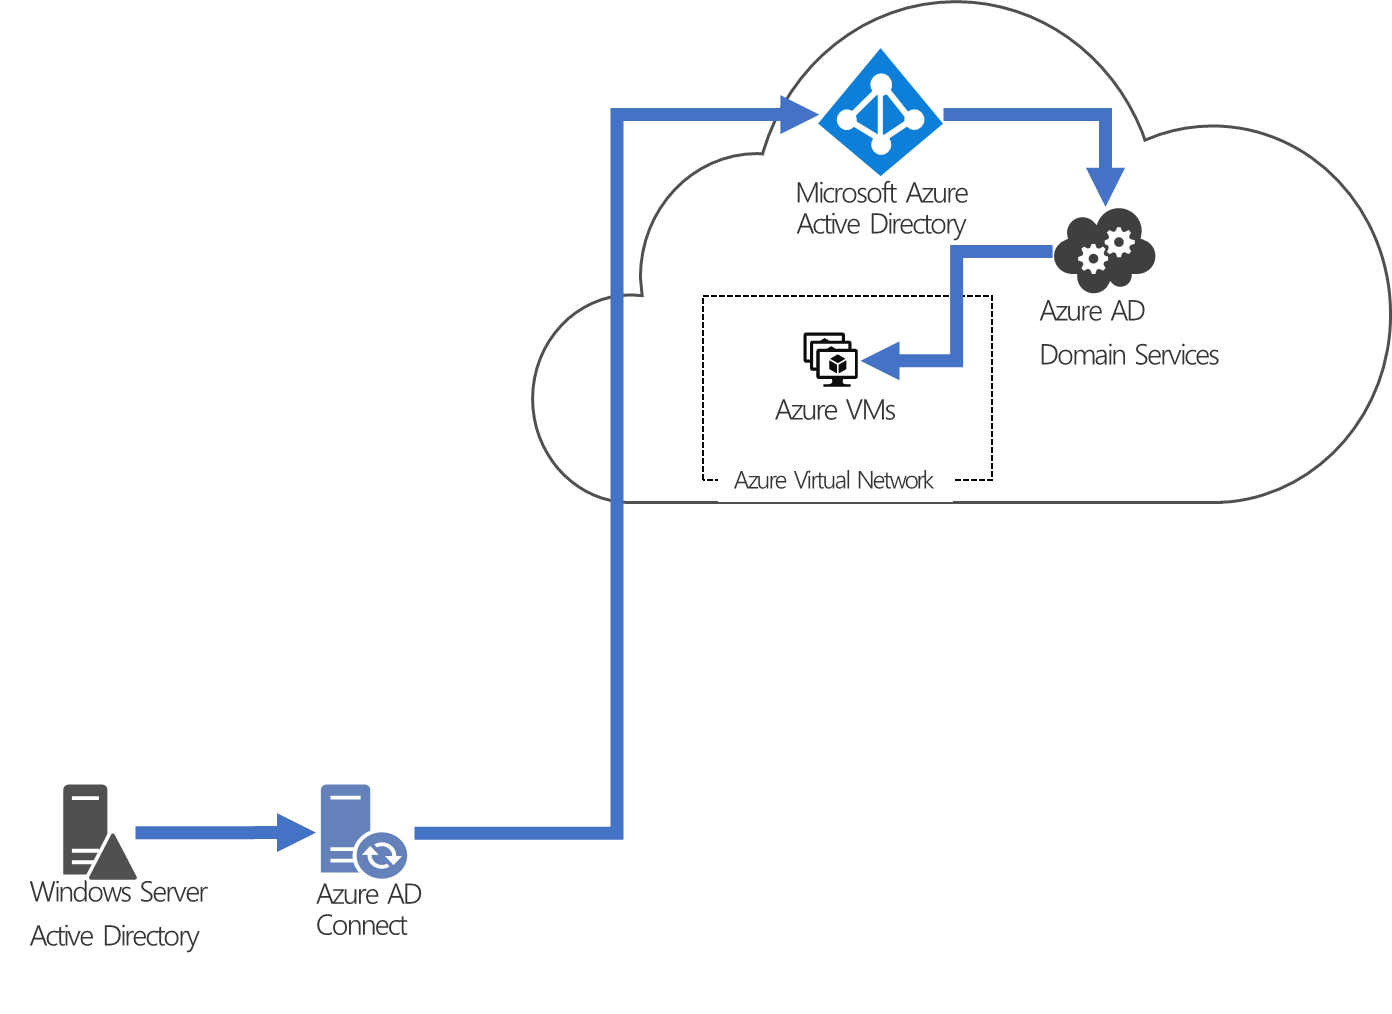 Microsoft Azure
Active Directory
Azure AD
Domain Services
Azure VMs
Azure Virtual Network
Windows Server
Active Directory
Azure AD
Connect